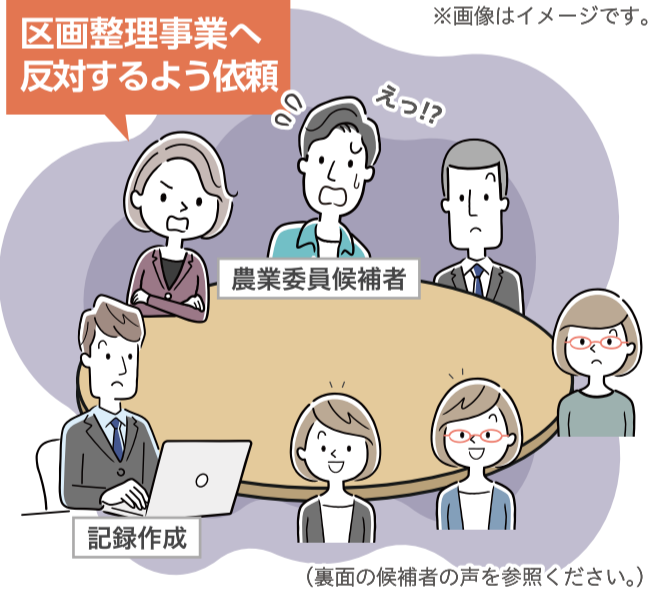 ※画像はイメージです。
区画整理事業へ
反対するよう依頼
えっ!?
農業委員候補者
記録作成
（裏面の候補者の声を参照ください。）